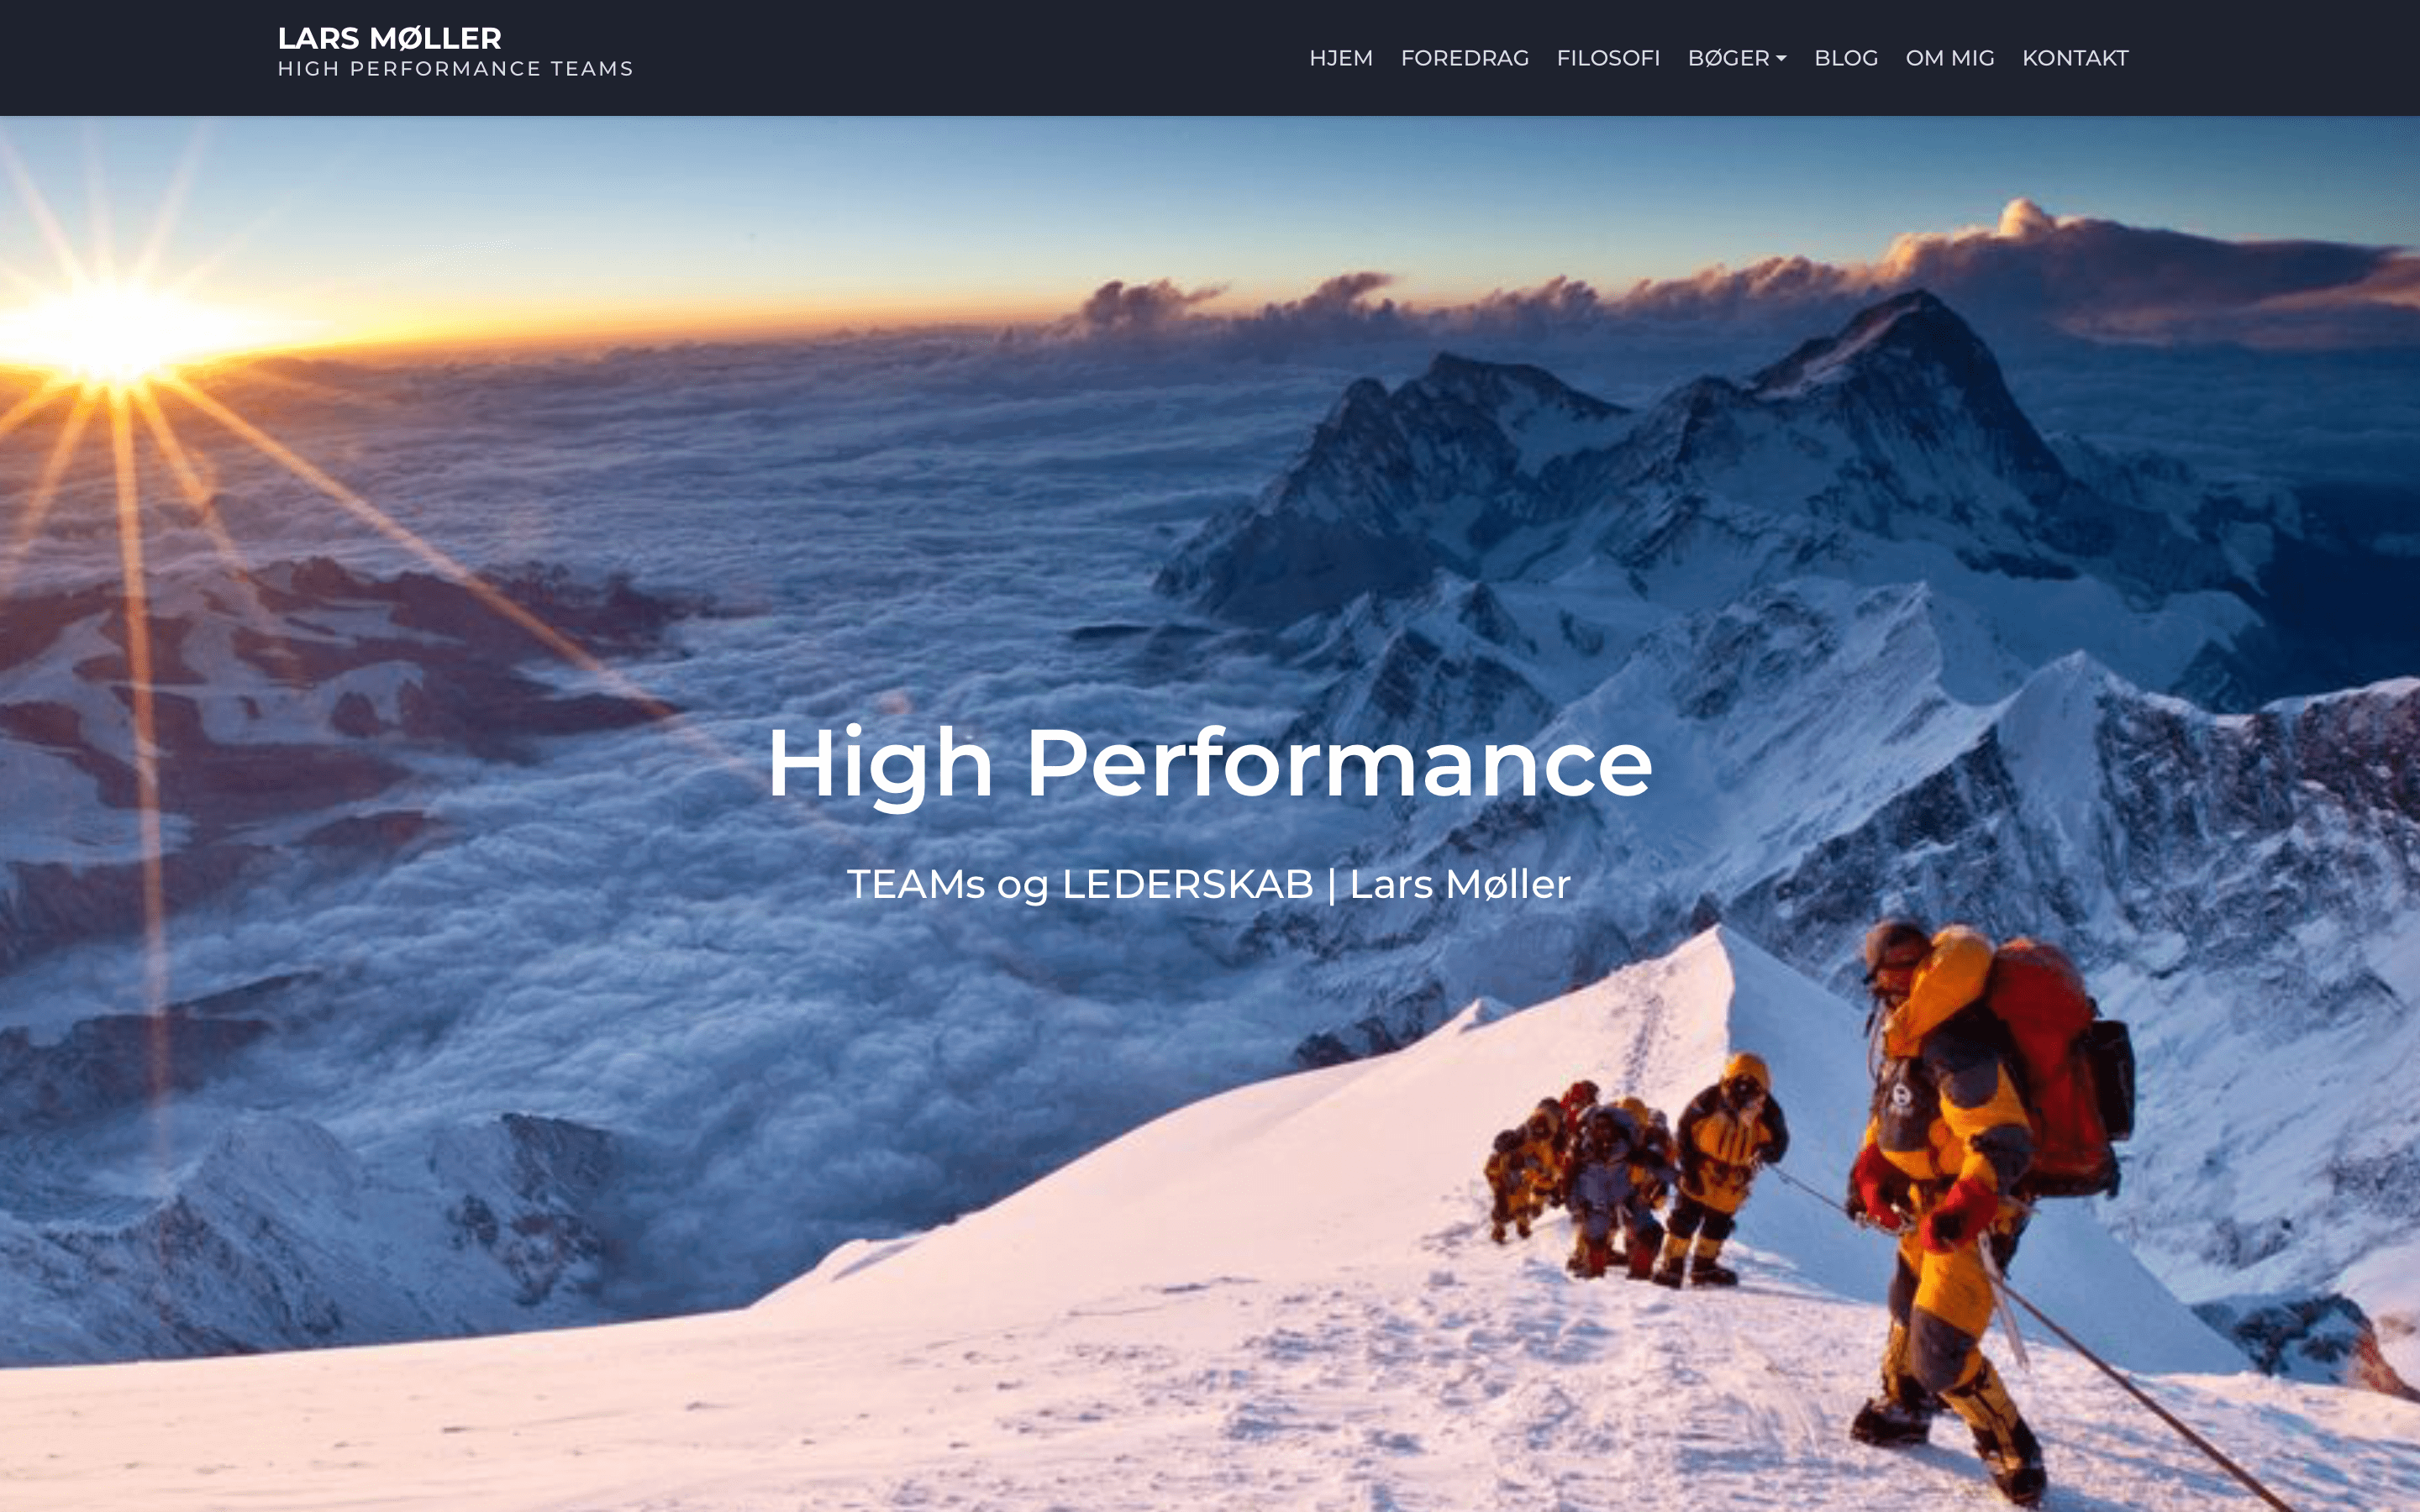 LARS MØLLER
HIGH PERFORMANCE TEAMS
HJEM FOREDRAG FILOSOFI BØGER BLOG OM MIG KONTAKT
High Performance
TEAMs og LEDERSKAB | Lars Møller